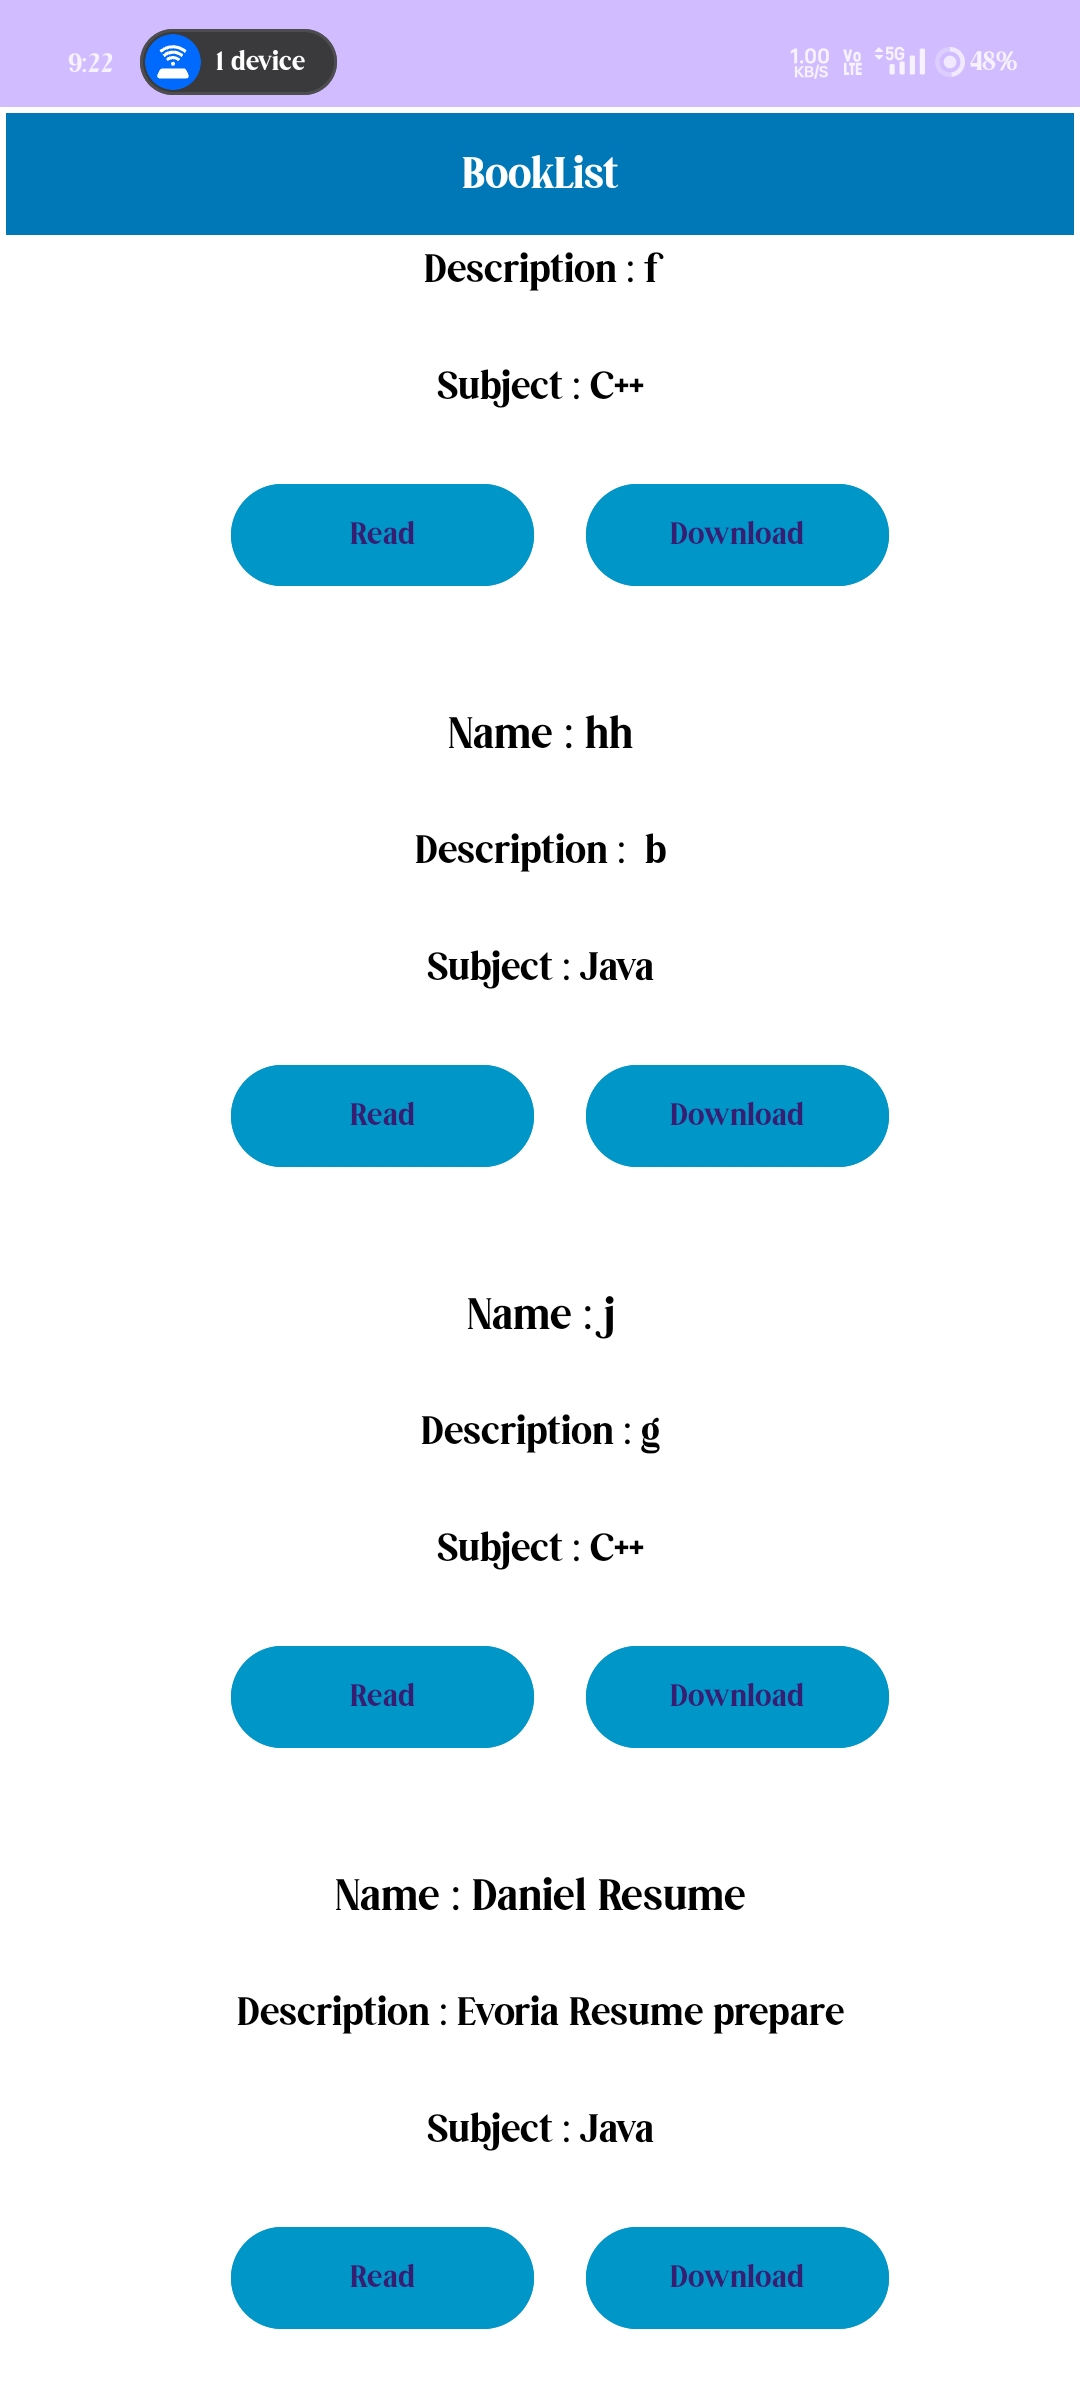 9:22 1 device 1.00 KB/S Vo LTE 5G 48%
BookList
Description : f
Subject : C++
Read Download
Name : hh
Description :  b
Subject : Java
Read Download
Name : j
Description : g
Subject : C++
Read Download
Name : Daniel Resume
Description : Evoria Resume prepare
Subject : Java
Read Download